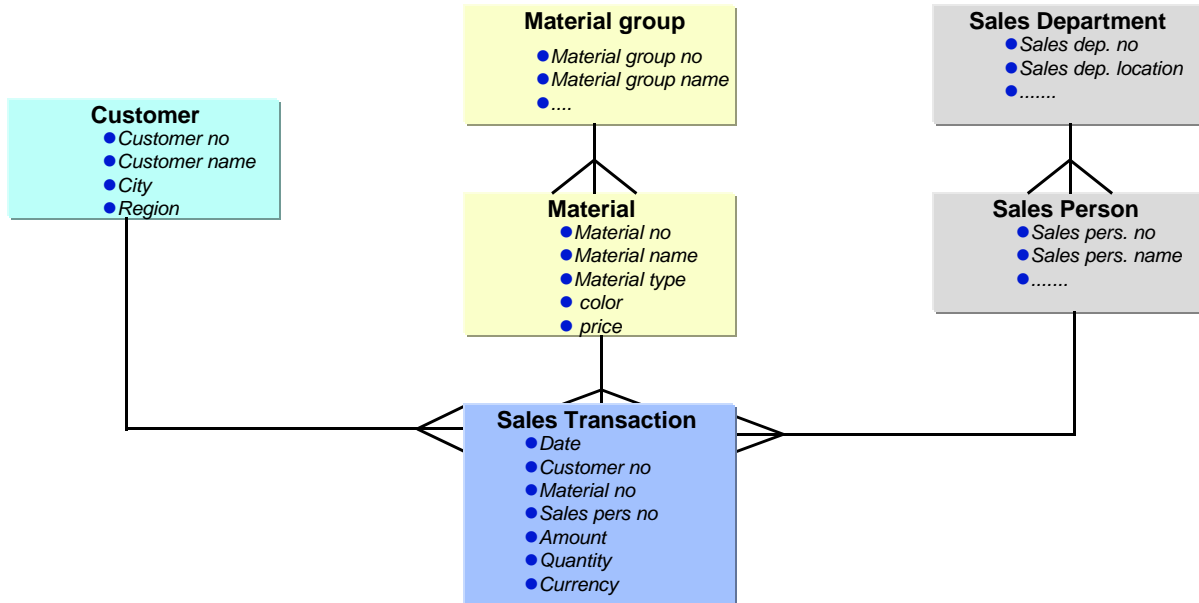 Material group
Material group no
Material group name
....
Sales Department
Sales dep. no
Sales dep. location
.......
Customer
Customer no
Customer name
City
Region
Material
Material no
Material name
Material type
color
price
Sales Person
Sales pers. no
Sales pers. name
.......
Sales Transaction
Date
Customer no
Material no
Sales pers no
Amount
Quantity
Currency